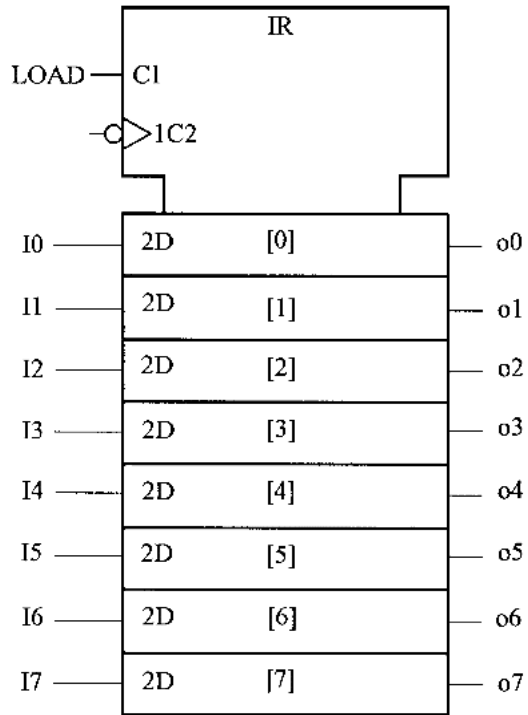 IR
LOAD C1
1C2
I0 2D [0] o0
I1 2D [1] o1
I2 2D [2] o2
I3 2D [3] o3
I4 2D [4] o4
I5 2D [5] o5
I6 2D [6] o6
I7 2D [7] o7